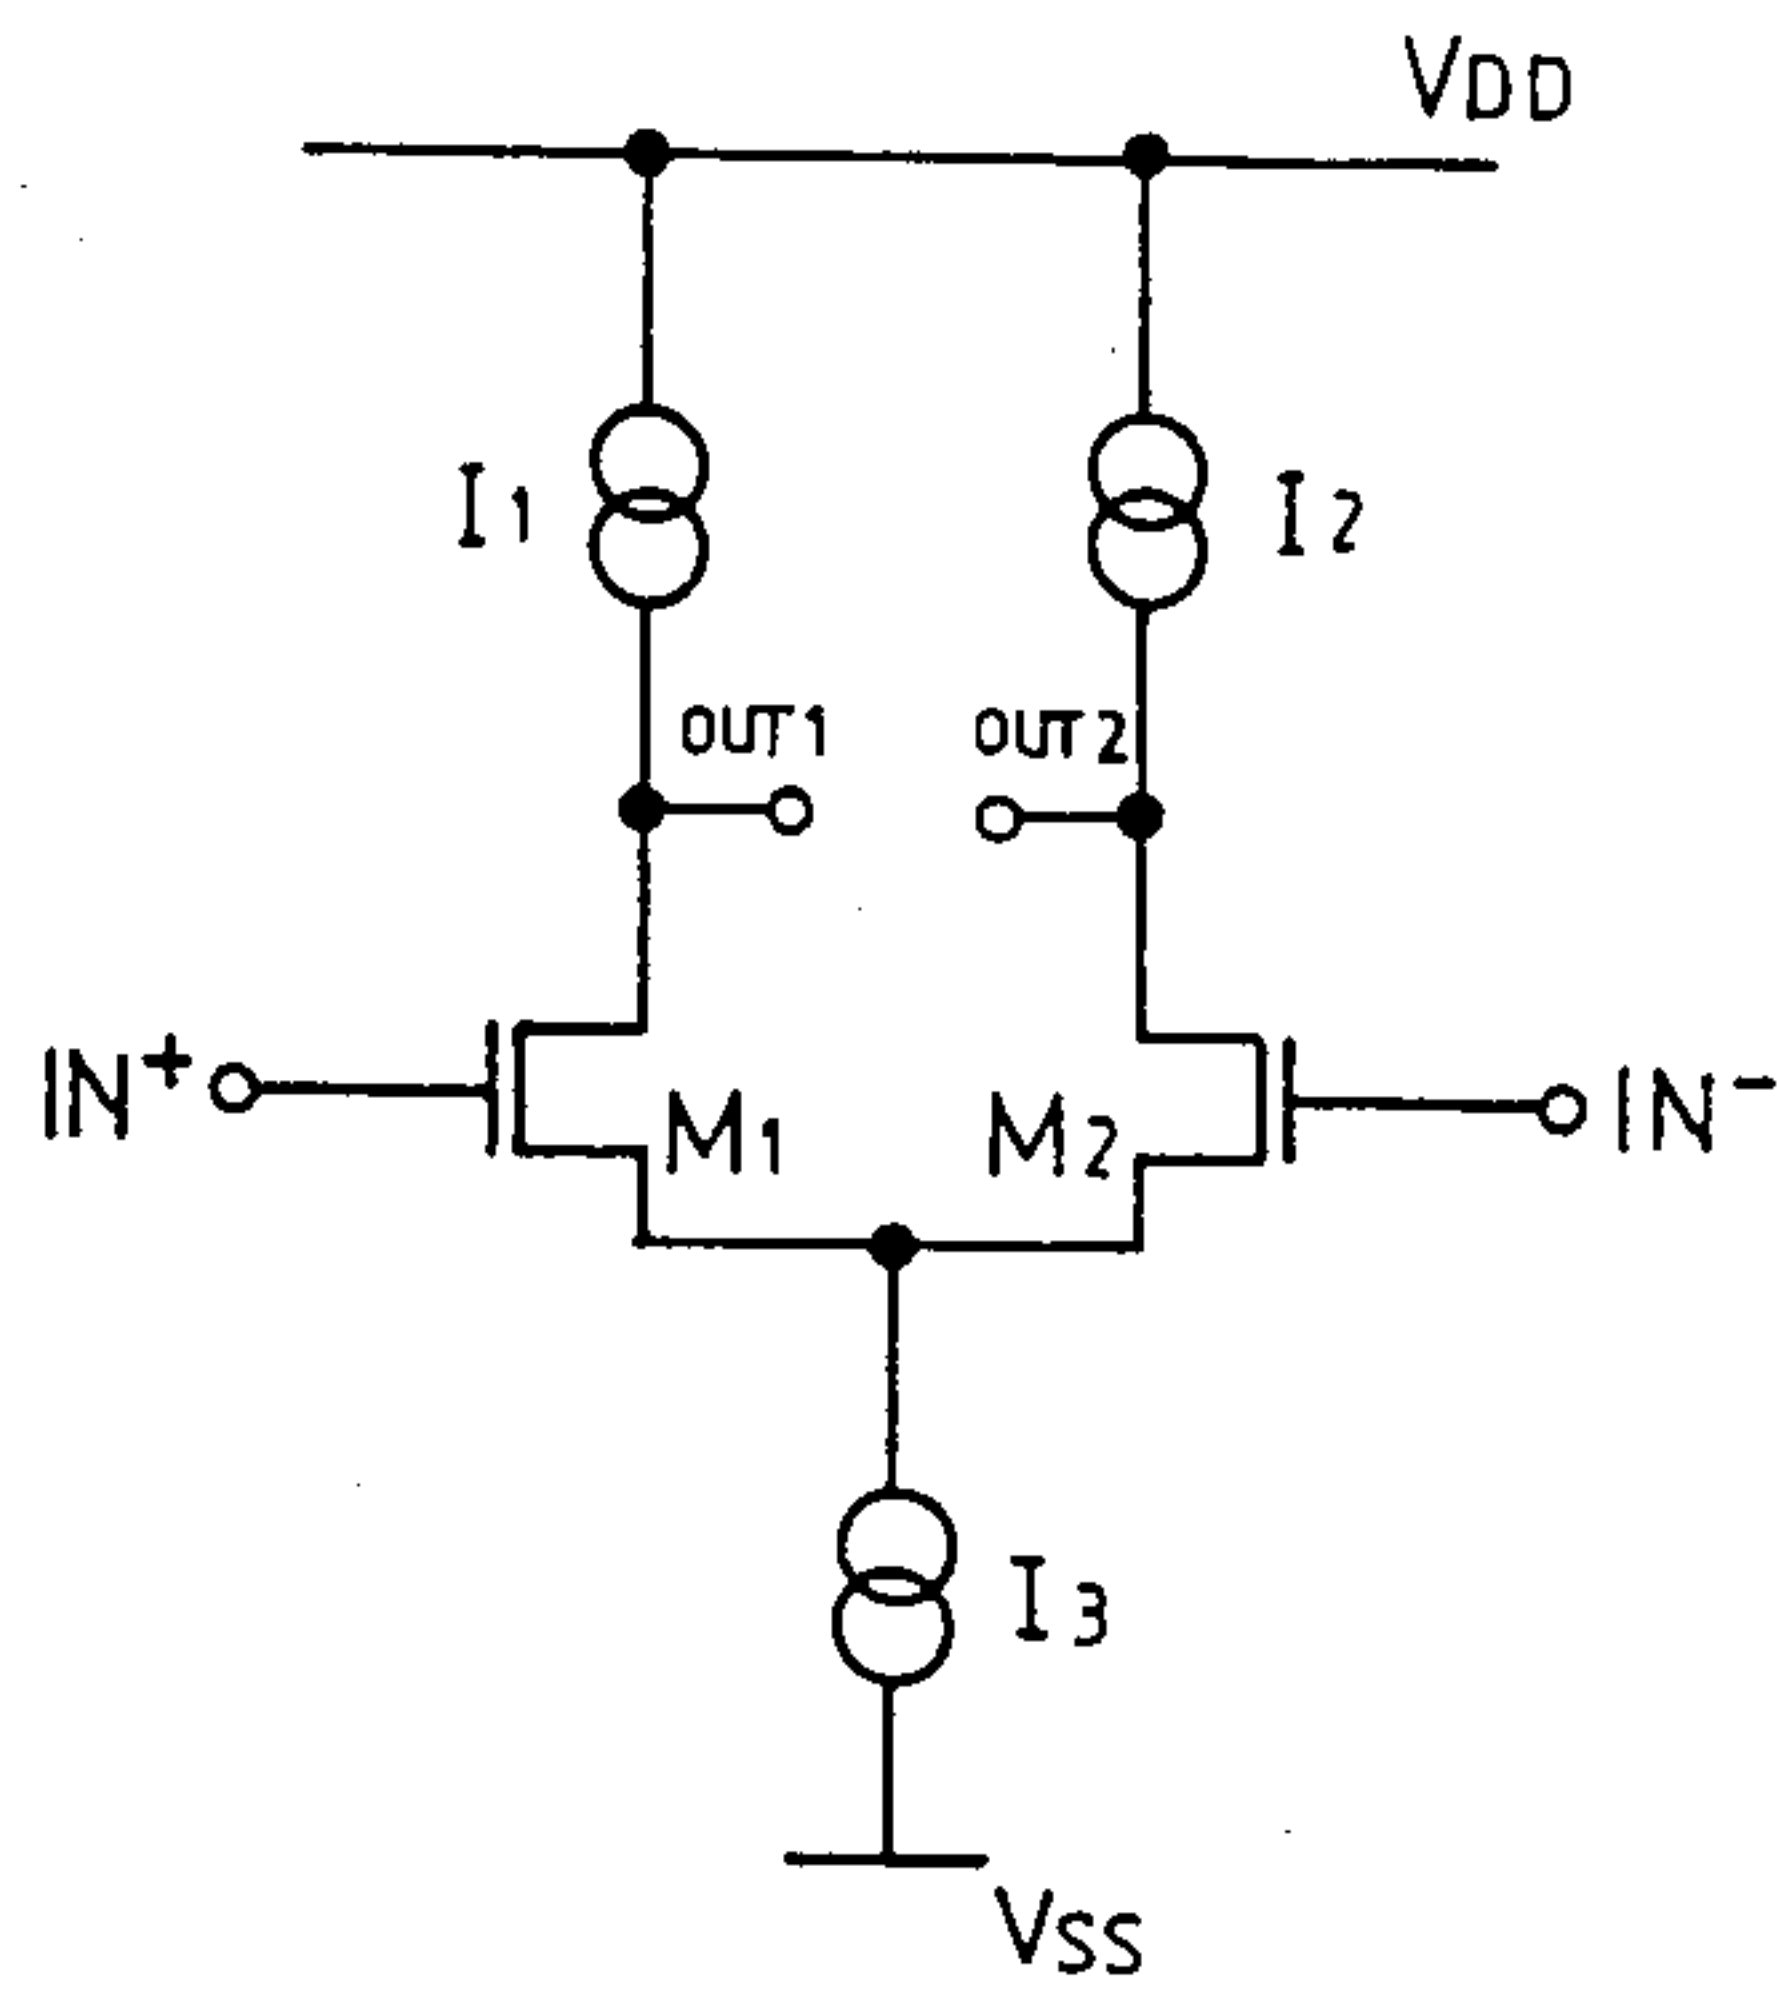 VDD
I1
I2
OUT1
OUT2
IN+
M1
M2
IN-
I3
VSS